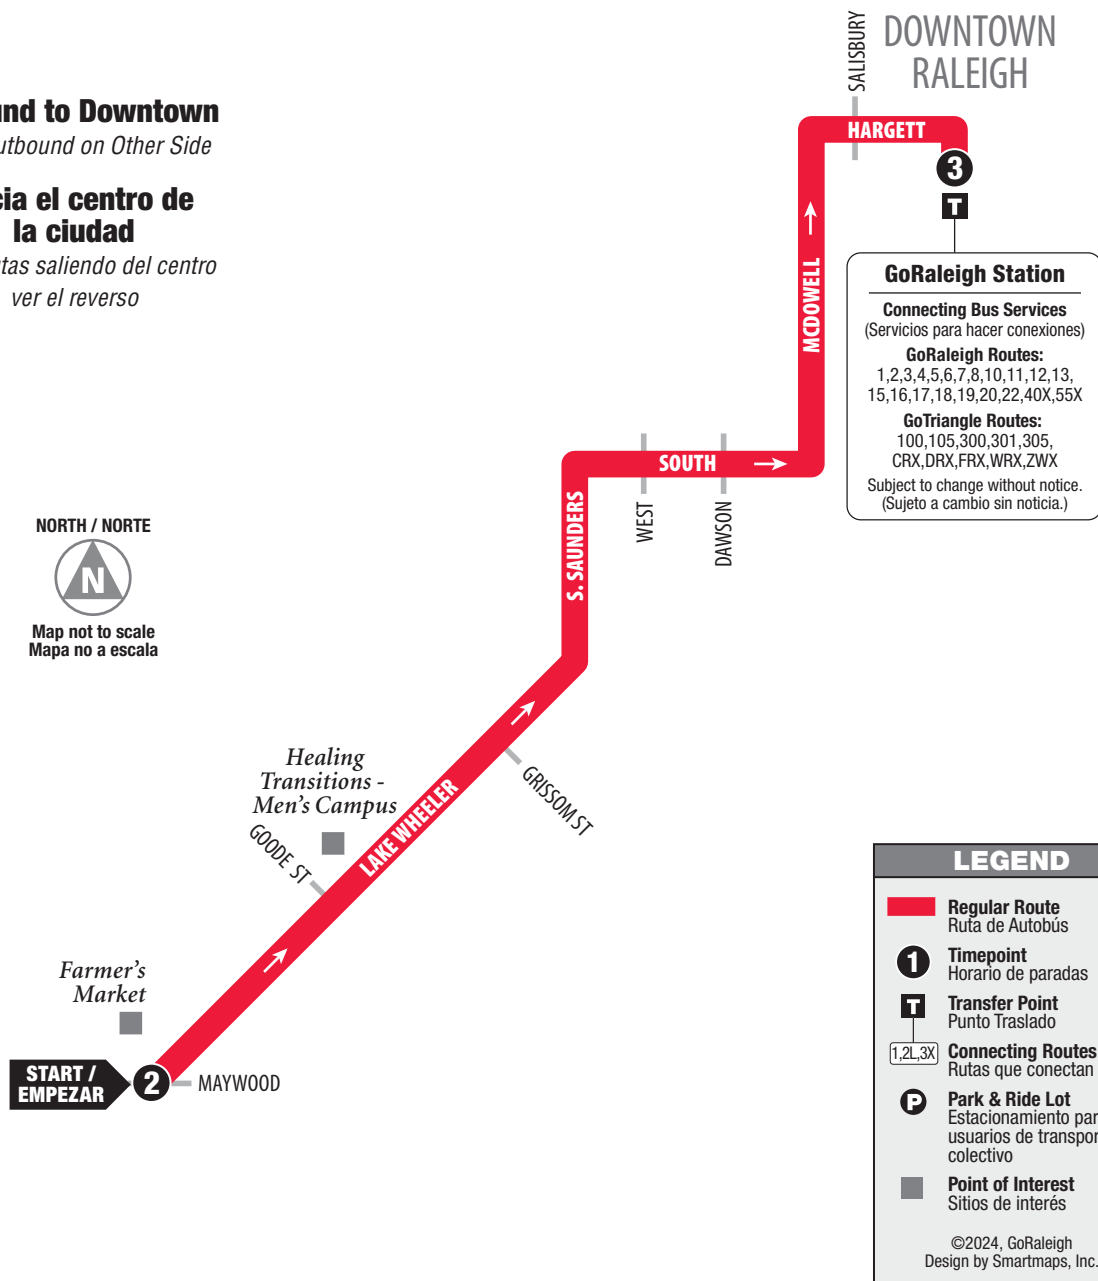 und to Downtown
utbound on Other Side
cia el centro de
la ciudad
tas saliendo del centro
ver el reverso
SALISBURY
DOWNTOWN
RALEIGH
HARGETT
3
T
MCDOWELL
GoRaleigh Station
Connecting Bus Services
(Servicios para hacer conexiones)
GoRaleigh Routes:
1,2,3,4,5,6,7,8,10,11,12,13,
15,16,17,18,19,20,22,40X,55X
GoTriangle Routes:
100,105,300,301,305,
CRX,DRX,FRX,WRX,ZWX
Subject to change without notice.
(Sujeto a cambio sin noticia.)
SOUTH
WEST
DAWSON
S. SAUNDERS
NORTH / NORTE
N
Map not to scale
Mapa no a escala
Healing
Transitions -
Men's Campus
GOODE ST
LAKE WHEELER
GRISSOM ST
Farmer's
Market
START /
EMPEZAR
2
MAYWOOD
LEGEND
Regular Route
Ruta de Autobús
1
Timepoint
Horario de paradas
T
Transfer Point
Punto Traslado
1,2L,3X
Connecting Routes
Rutas que conectan
P
Park & Ride Lot
Estacionamiento par
usuarios de transpor
colectivo
Point of Interest
Sitios de interés
©2024, GoRaleigh
Design by Smartmaps, Inc.